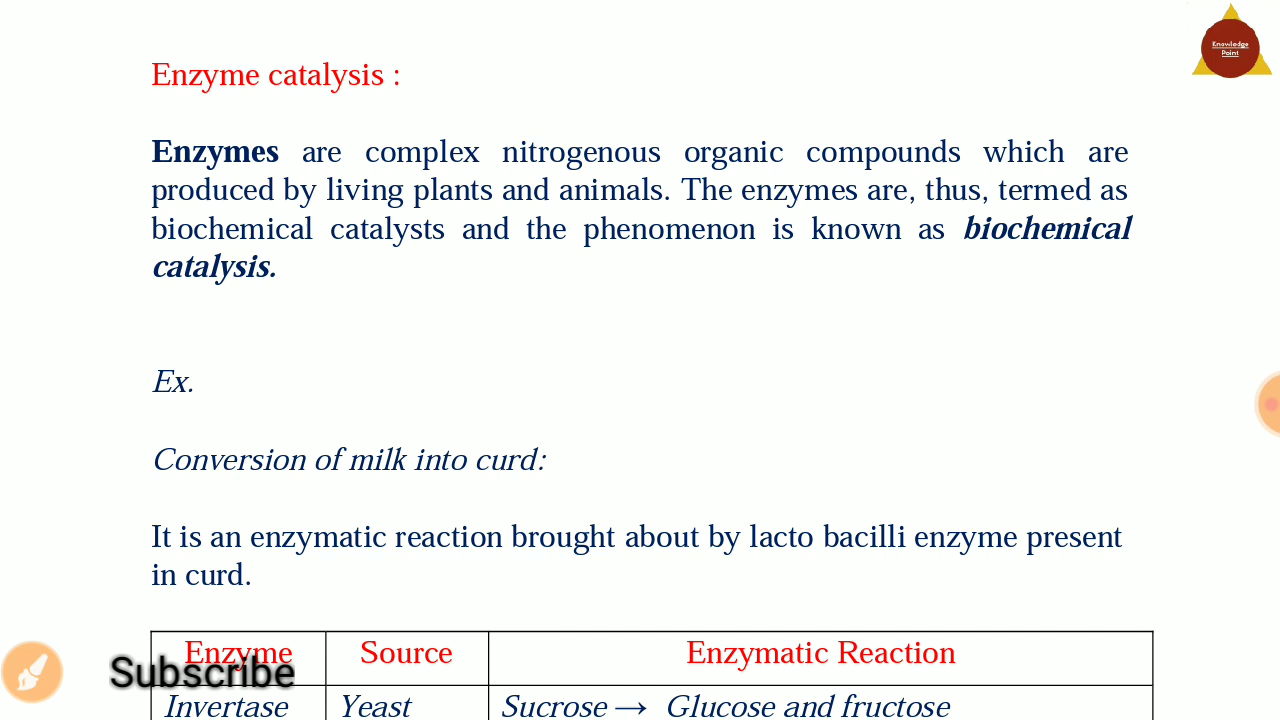 Knowledge
Point
Enzyme catalysis :
Enzymes are complex nitrogenous organic compounds which are
produced by living plants and animals. The enzymes are, thus, termed as
biochemical catalysts and the phenomenon is known as biochemical
catalysis.
Ex.
Conversion of milk into curd:
It is an enzymatic reaction brought about by lacto bacilli enzyme present
in curd.
Enzyme Source Enzymatic Reaction
Subscribe
Invertase Yeast Sucrose → Glucose and fructose